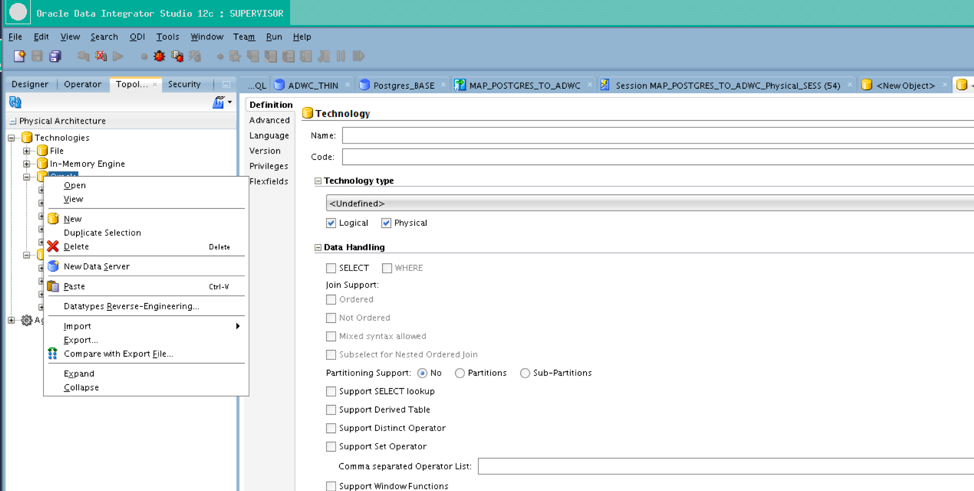 Oracle Data Integrator Studio 12c : SUPERVISOR
File Edit View Search ODI Tools Window Team Run Help
Designer Operator Topol... Security
...QL ADWC_THIN Postgres_BASE MAP_POSTGRES_TO_ADWC Session MAP_POSTGRES_TO_ADWC_Physical_SESS (54) <New Object>
Physical Architecture
Technologies
File
In-Memory Engine
Open
View
New
Duplicate Selection
Delete Delete
New Data Server
Paste Ctrl-V
Datatypes Reverse-Engineering...
Import
Export...
Compare with Export File...
Expand
Collapse
Definition
Advanced
Language
Version
Privileges
Flexfields
Technology
Name:
Code:
Technology type
<Undefined>
Logical Physical
Data Handling
SELECT WHERE
Join Support:
Ordered
Not Ordered
Mixed syntax allowed
Subselect for Nested Ordered Join
Partitioning Support: No Partitions Sub-Partitions
Support SELECT lookup
Support Derived Table
Support Distinct Operator
Support Set Operator
Comma separated Operator List:
Support Window Functions